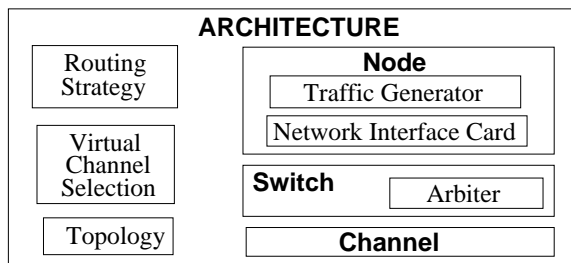 ARCHITECTURE
Routing
Strategy
Virtual
Channel
Selection
Topology
Node
Traffic Generator
Network Interface Card
Switch
Arbiter
Channel